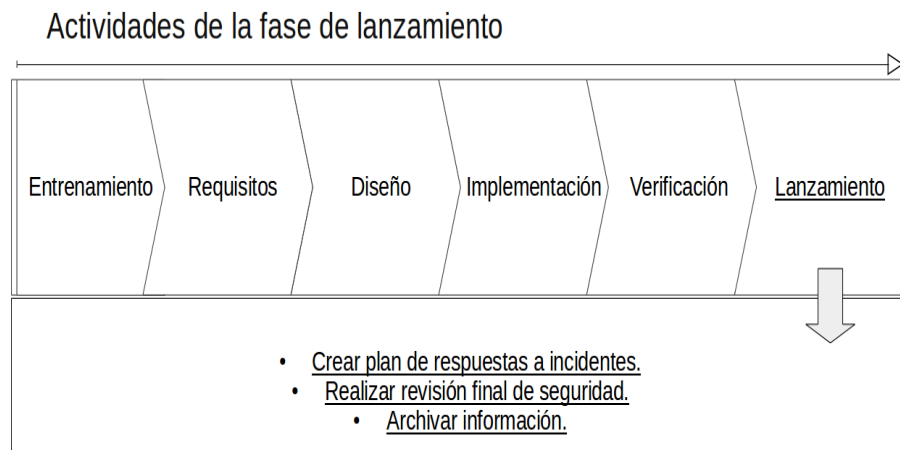 Actividades de la fase de lanzamiento
Entrenamiento
Requisitos
Diseño
Implementación
Verificación
Lanzamiento
• Crear plan de respuestas a incidentes.
• Realizar revisión final de seguridad.
• Archivar información.